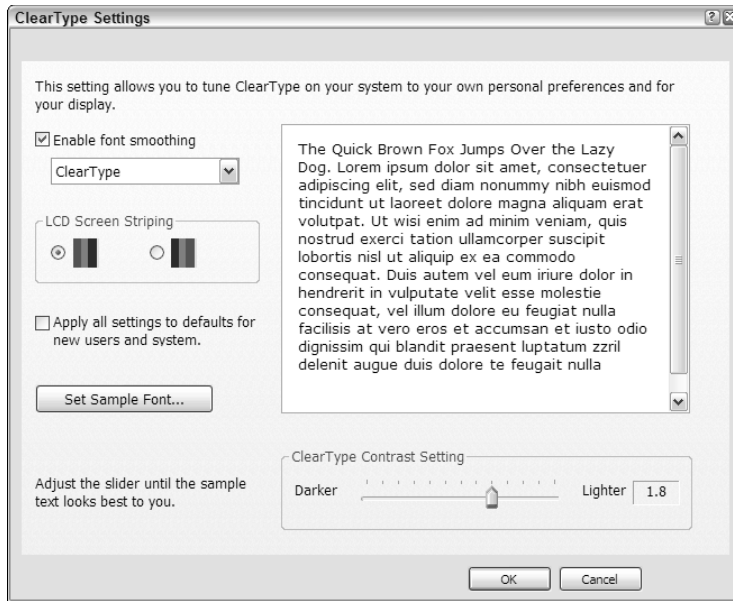 ClearType Settings
This setting allows you to tune ClearType on your system to your own personal preferences and for
your display.
Enable font smoothing
ClearType
LCD Screen Striping
Apply all settings to defaults for
new users and system.
Set Sample Font...
The Quick Brown Fox Jumps Over the Lazy
Dog. Lorem ipsum dolor sit amet, consectetuer
adipiscing elit, sed diam nonummy nibh euismod
tincidunt ut laoreet dolore magna aliquam erat
volutpat. Ut wisi enim ad minim veniam, quis
nostrud exerci tation ullamcorper suscipit
lobortis nisl ut aliquip ex ea commodo
consequat. Duis autem vel eum iriure dolor in
hendrerit in vulputate velit esse molestie
consequat, vel illum dolore eu feugiat nulla
facilisis at vero eros et accumsan et iusto odio
dignissim qui blandit praesent luptatum zzril
delenit augue duis dolore te feugait nulla
Adjust the slider until the sample
text looks best to you.
ClearType Contrast Setting
Darker Lighter 1.8
OK Cancel